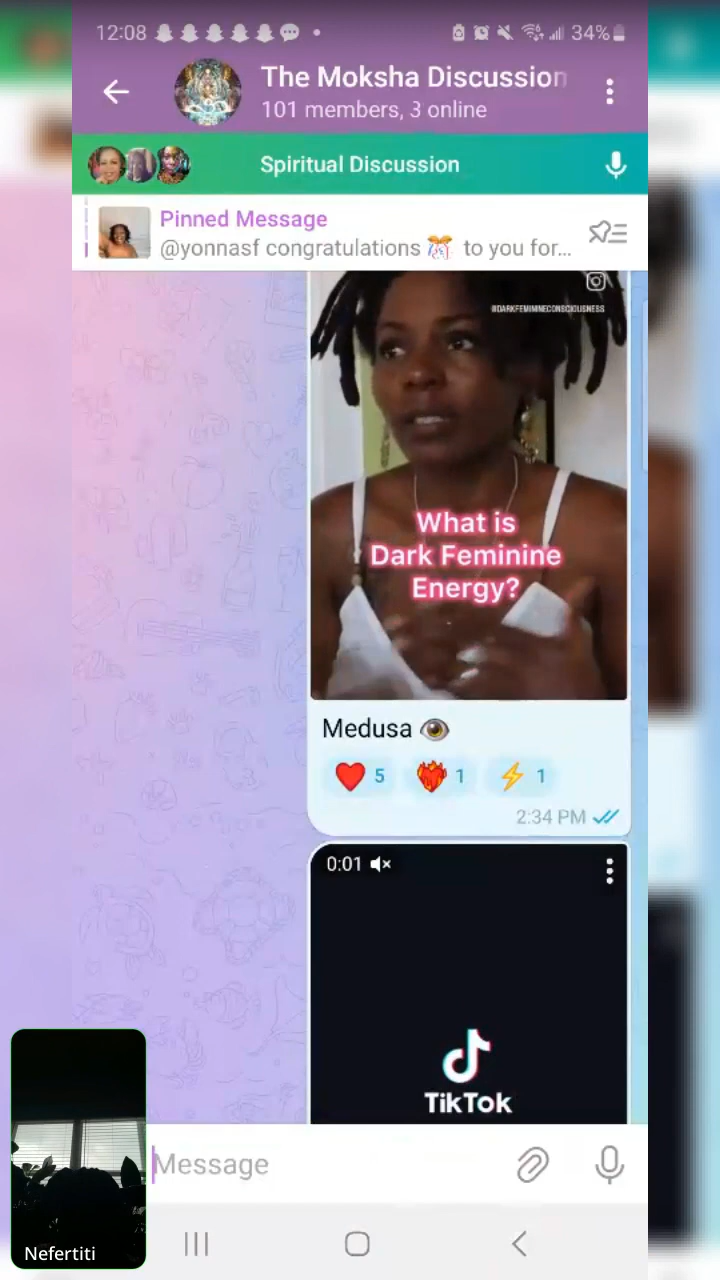 12:08
34%
The Moksha Discussion
101 members, 3 online
Spiritual Discussion
Pinned Message
@yonnasf congratulations 🎊 to you for...
@DARKFEMIMINECONSCIOUSNESS
What is
Dark Feminine
Energy?
Medusa 👁
❤️ 5 ❤️‍🔥 1 ⚡ 1
2:34 PM
0:01
TikTok
Message
Nefertiti